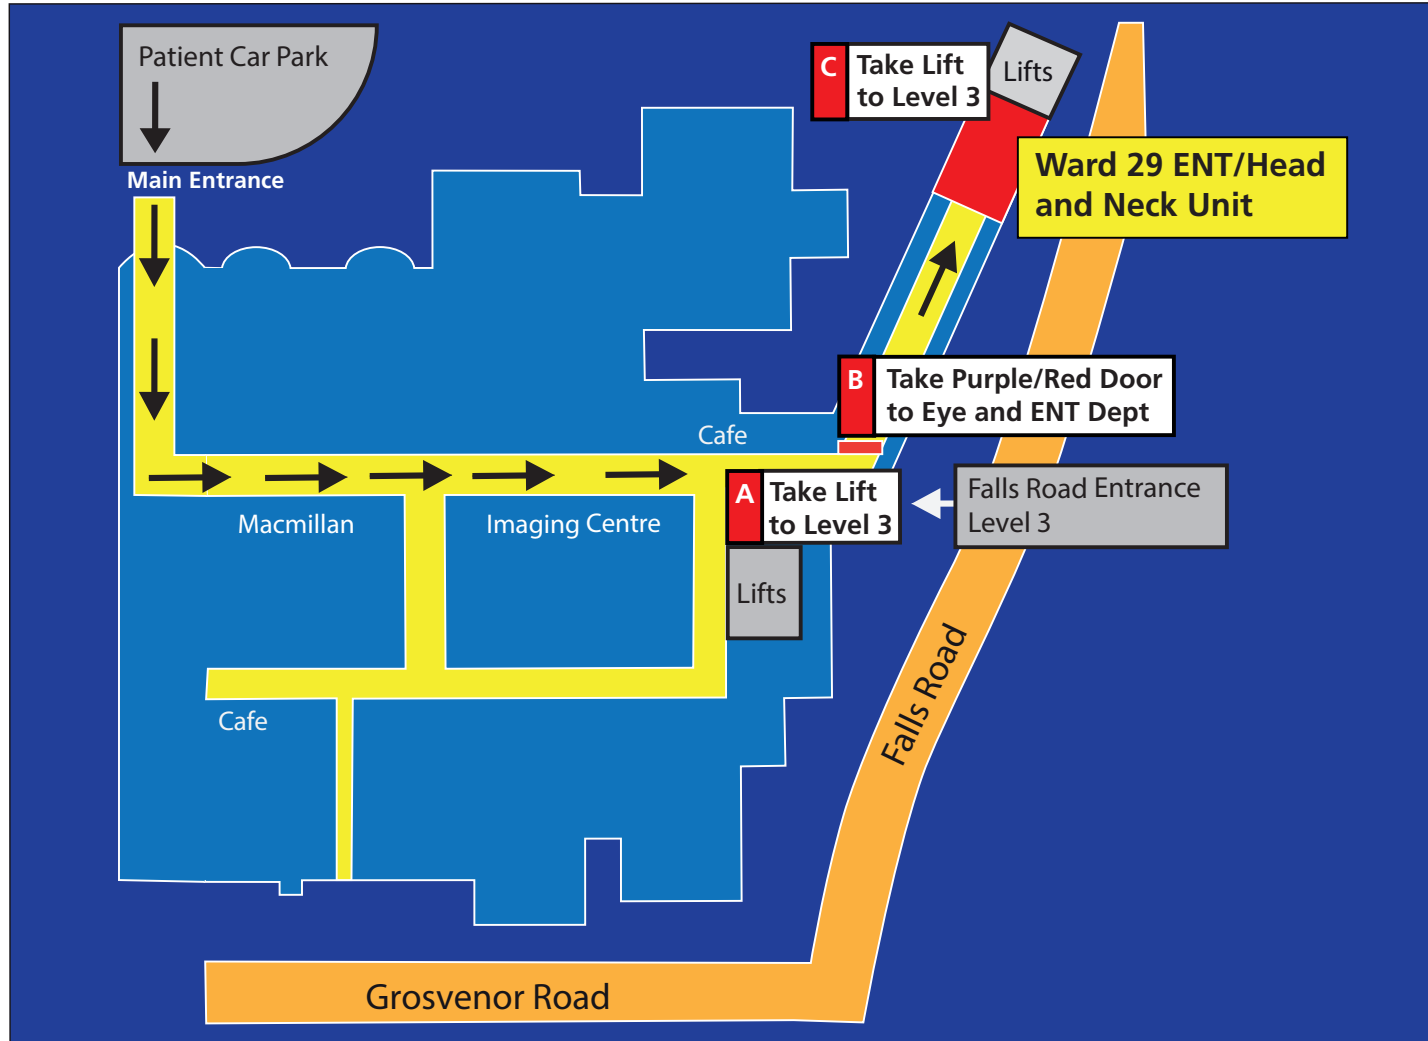 Patient Car Park
Main Entrance
C
Take Lift
to Level 3
Lifts
Ward 29 ENT/Head
and Neck Unit
B
Take Purple/Red Door
to Eye and ENT Dept
Cafe
A
Take Lift
to Level 3
Falls Road Entrance
Level 3
Macmillan
Imaging Centre
Lifts
Falls Road
Cafe
Grosvenor Road